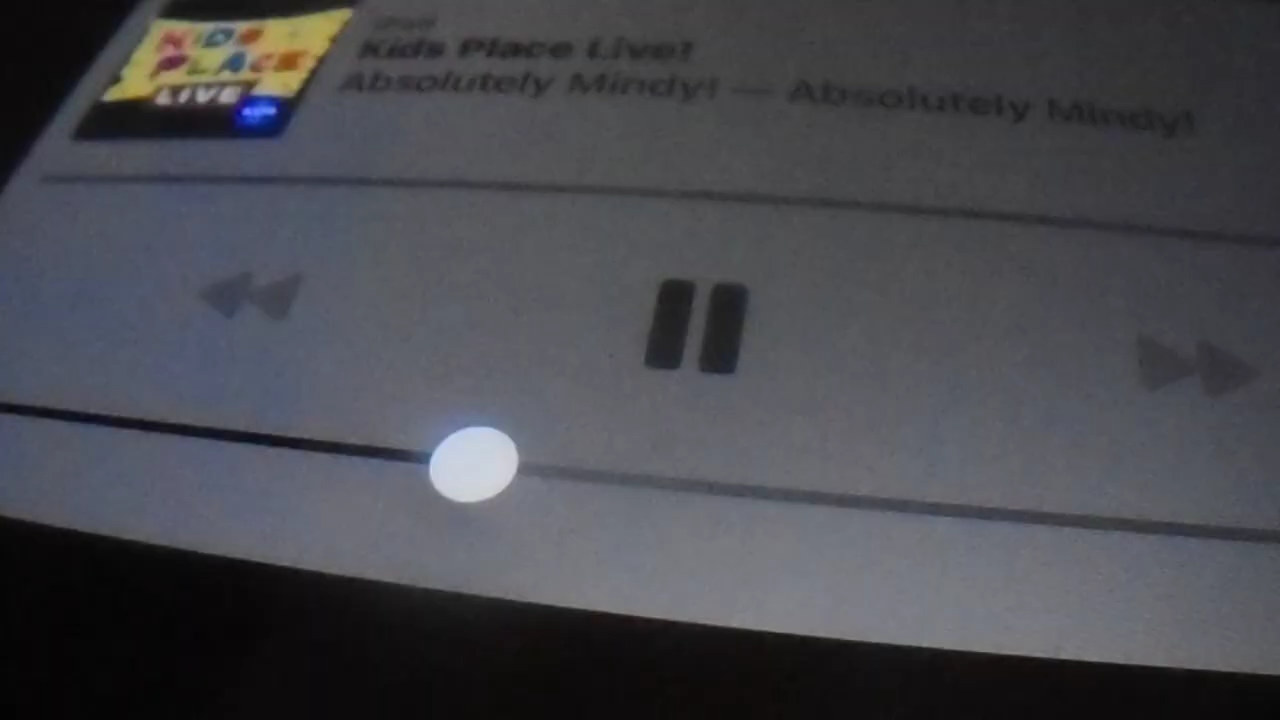 KIDS
PLACE
LIVE
Kids Place Live!
Absolutely Mindy! — Absolutely Mindy!